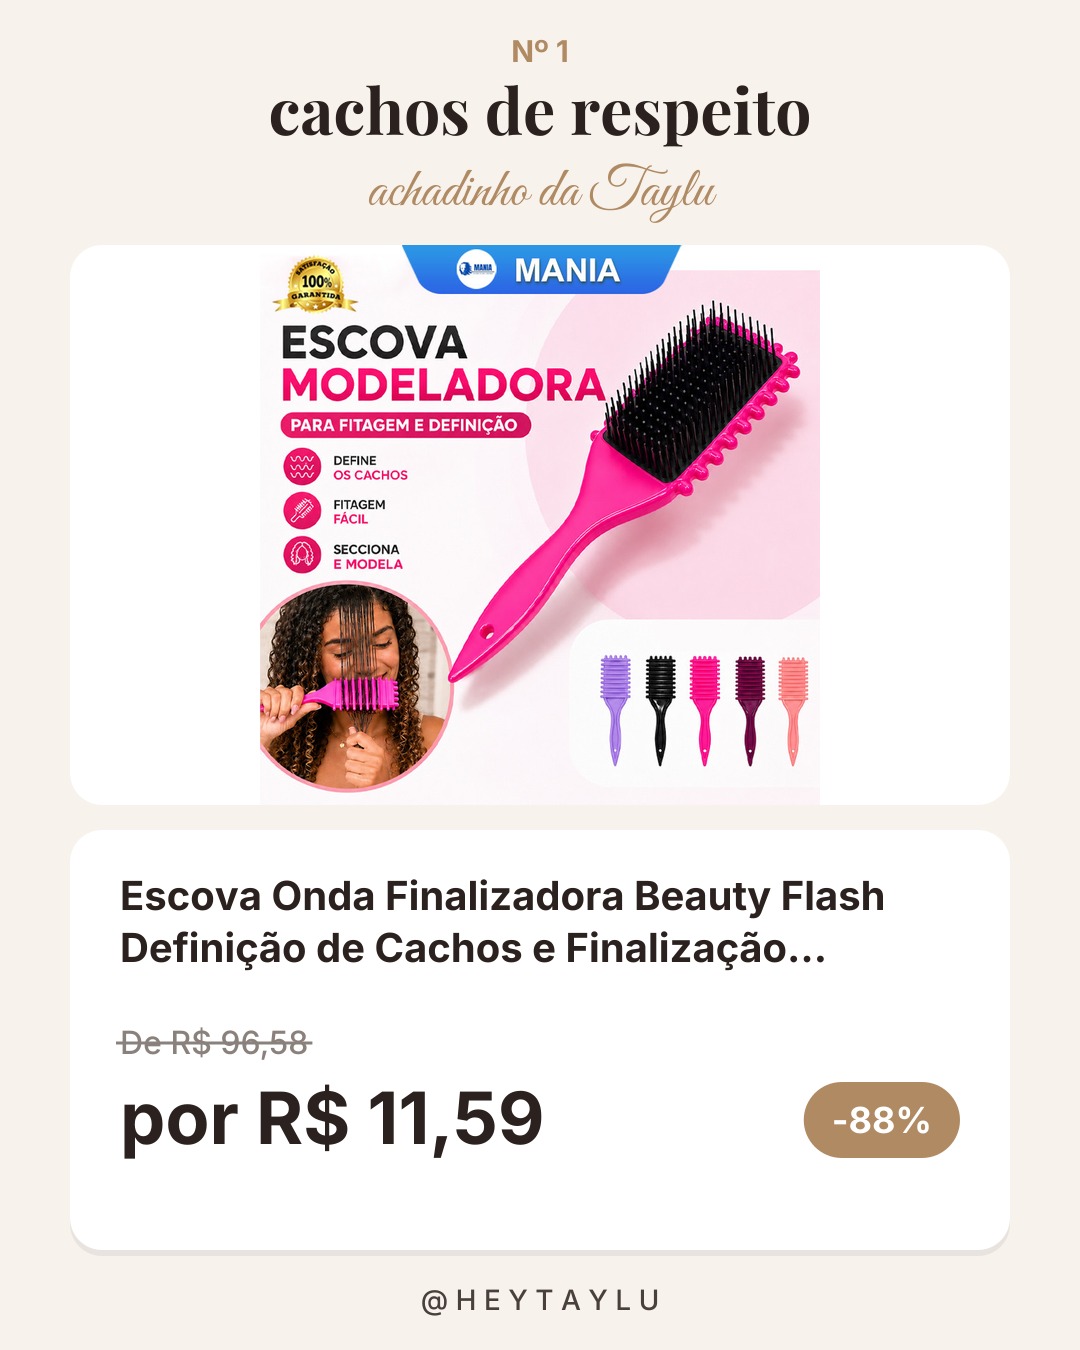 Nº 1
cachos de respeito
achadinho da Taylu
SATISFAÇÃO
100%
GARANTIDA
MANIA
MANIA
ESCOVA
MODELADORA
PARA FITAGEM E DEFINIÇÃO
DEFINE
OS CACHOS
FITAGEM
FÁCIL
SECCIONA
E MODELA
Escova Onda Finalizadora Beauty Flash
Definição de Cachos e Finalização...
De R$ 96,58
por R$ 11,59
-88%
@HEYTAYLU